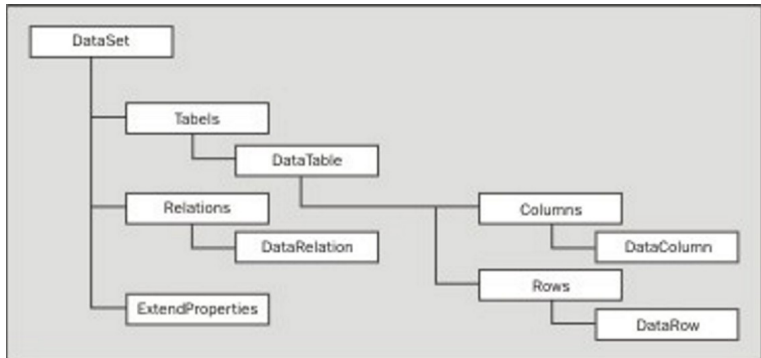 DataSet
Tabels
DataTable
Relations
Columns
DataRelation
DataColumn
Rows
ExtendProperties
DataRow